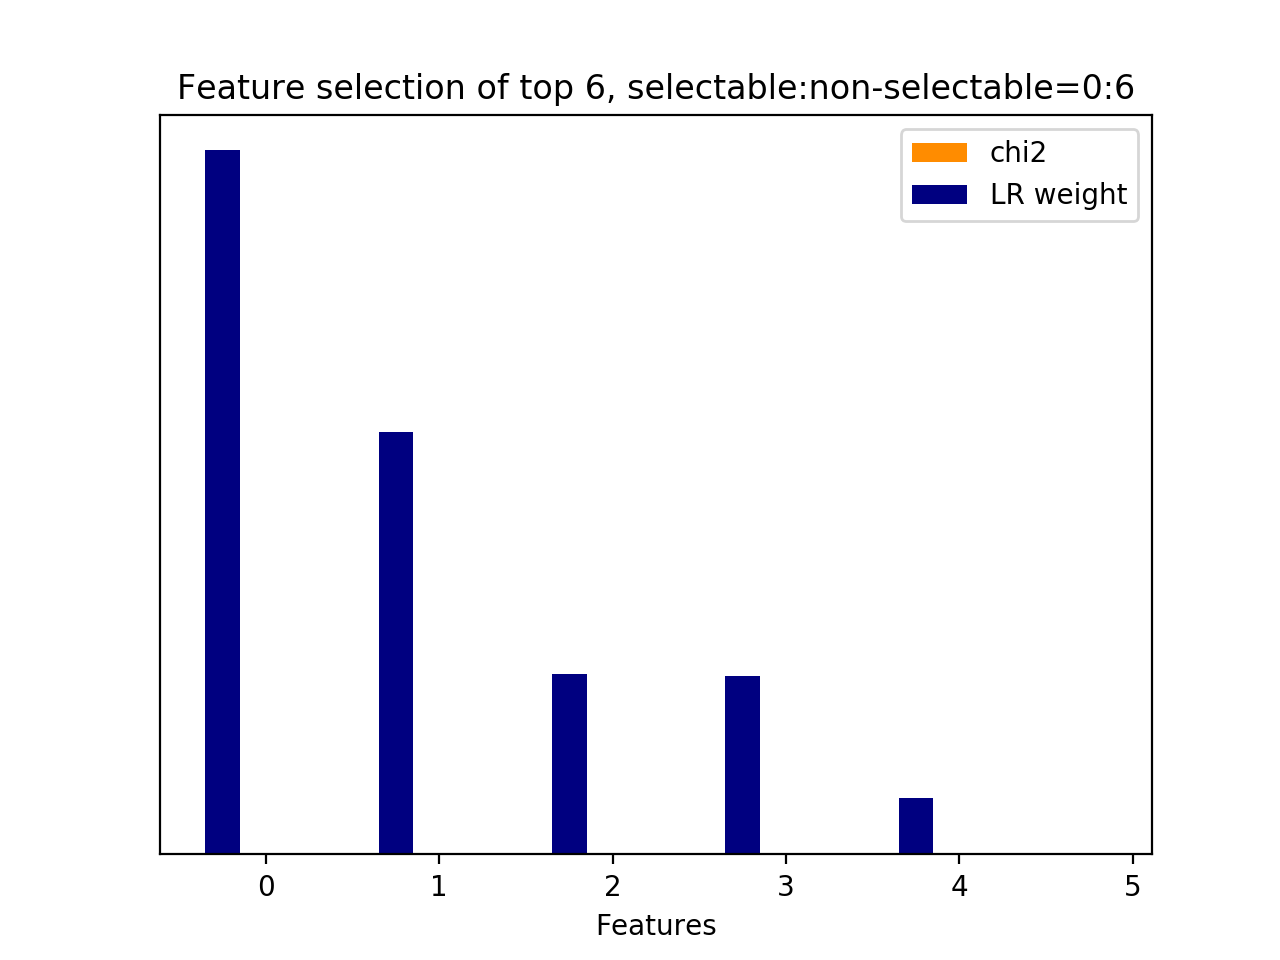 Feature selection of top 6, selectable:non-selectable=0:6
chi2
LR weight
0 1 2 3 4 5
Features